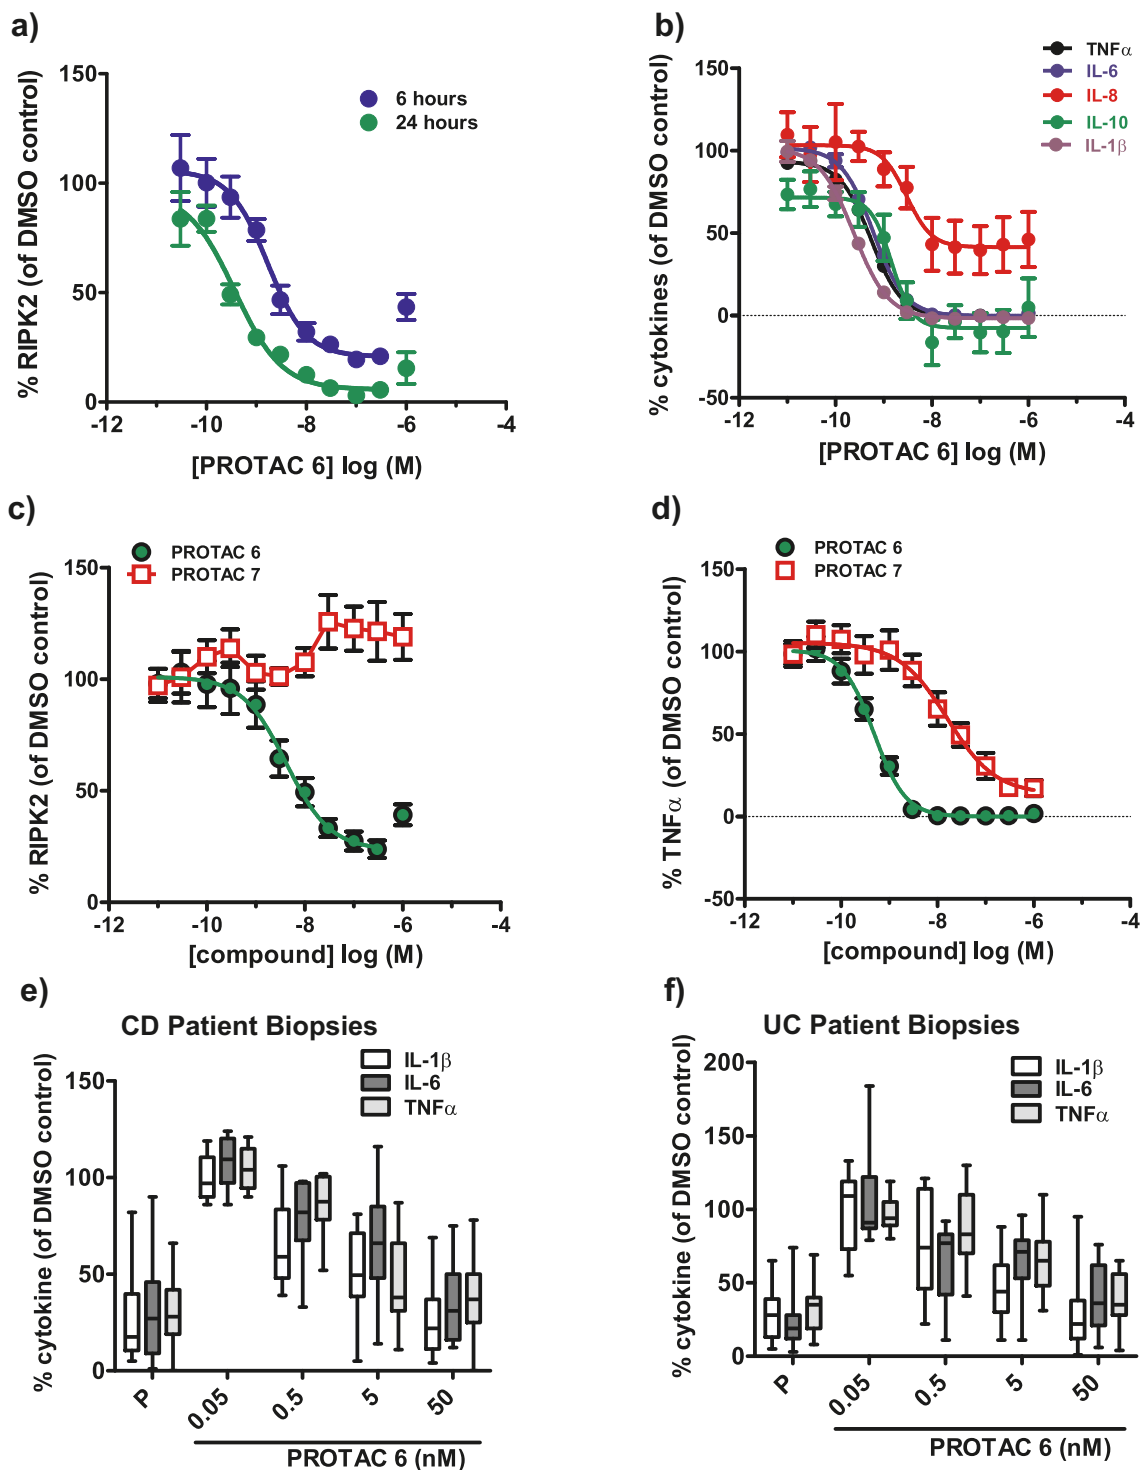 a)
% RIPK2 (of DMSO control)
150
100
50
0
-12
-10
-8
-6
-4
6 hours
24 hours
[PROTAC 6] log (M)
b)
% cytokines (of DMSO control)
150
100
50
0
-50
-12
-10
-8
-6
-4
TNFα
IL-6
IL-8
IL-10
IL-1β
[PROTAC 6] log (M)
c)
% RIPK2 (of DMSO control)
PROTAC 6
PROTAC 7
150
100
50
0
-12
-10
-8
-6
-4
[compound] log (M)
d)
% TNFα (of DMSO control)
PROTAC 6
PROTAC 7
150
100
50
0
-50
-12
-10
-8
-6
-4
[compound] log (M)
e)
CD Patient Biopsies
% cytokine (of DMSO control)
IL-1β
IL-6
TNFα
150
100
50
0
P
0.05
0.5
5
50
PROTAC 6 (nM)
f)
UC Patient Biopsies
% cytokine (of DMSO control)
IL-1β
IL-6
TNFα
200
150
100
50
0
P
0.05
0.5
5
50
PROTAC 6 (nM)